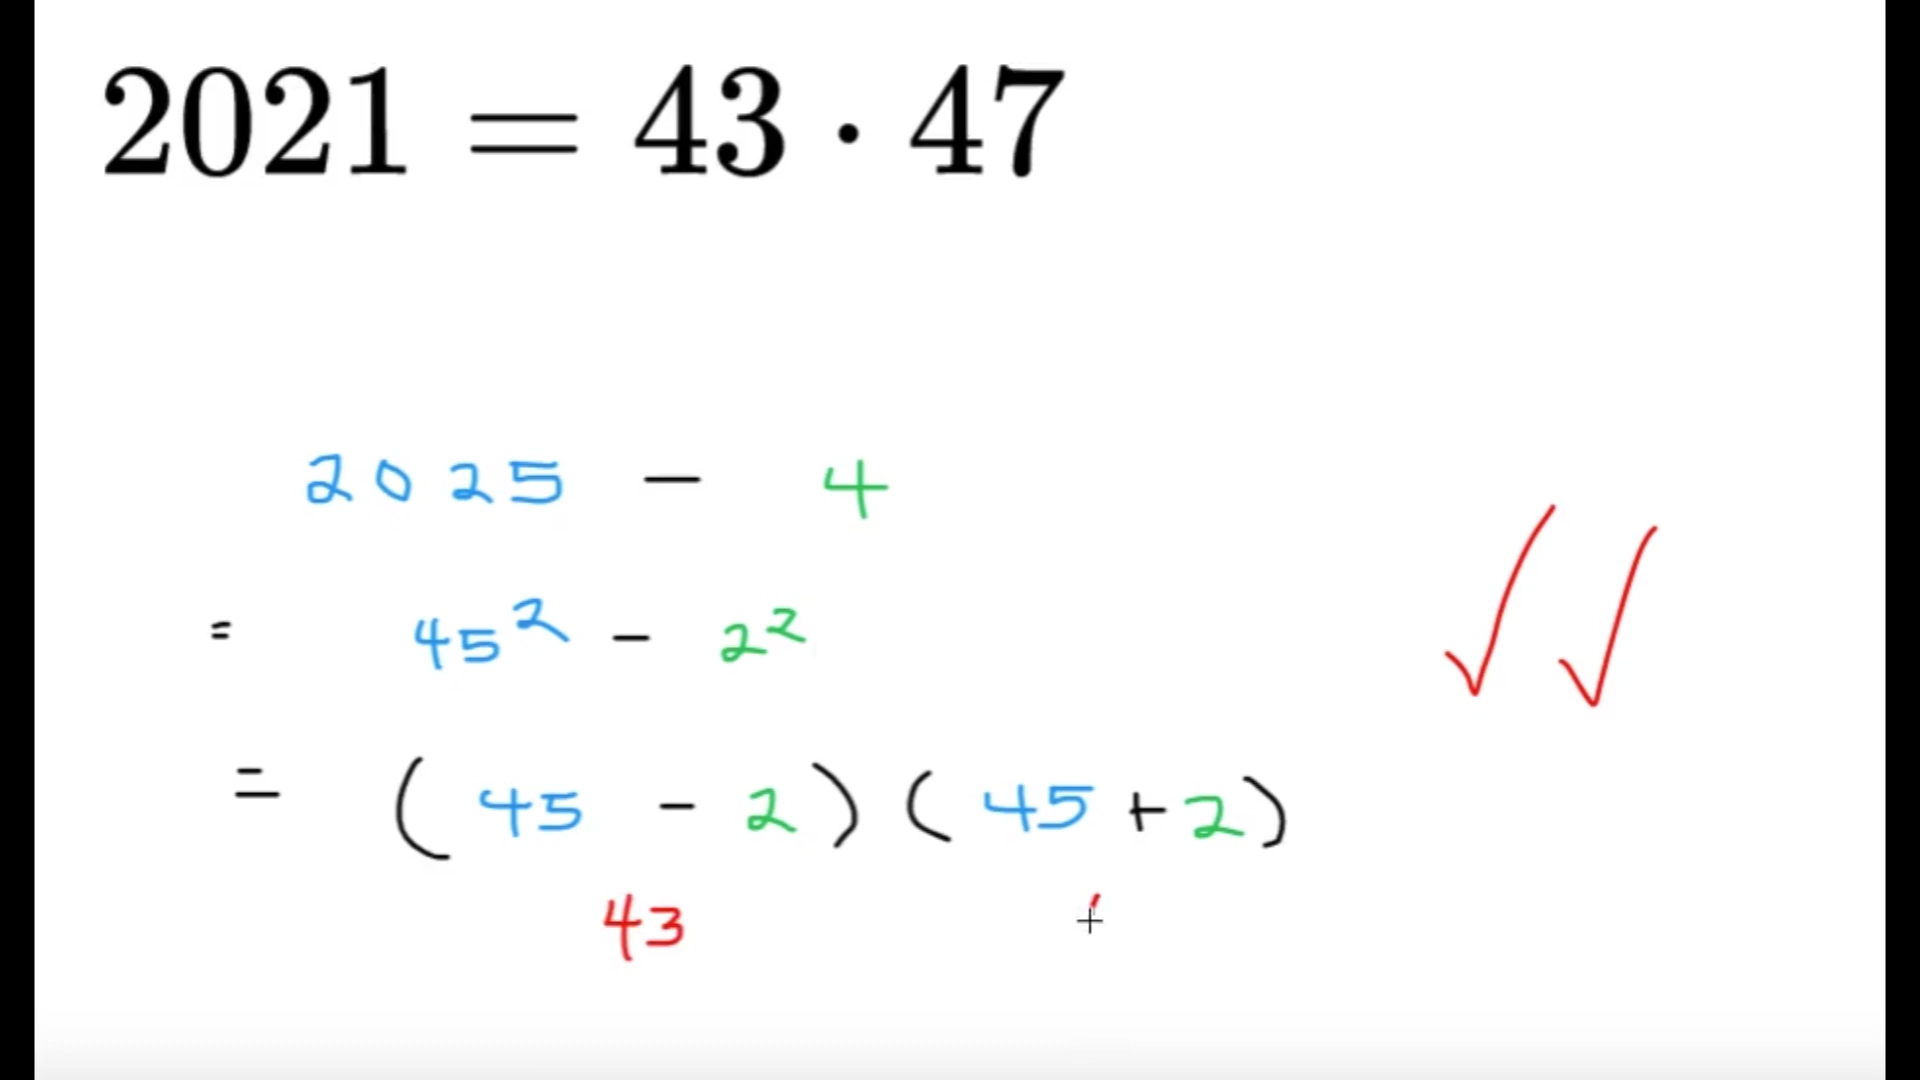 2021 = 43 · 47
2025 - 4
= 45² - 2²
= (45 - 2)(45 + 2)
43